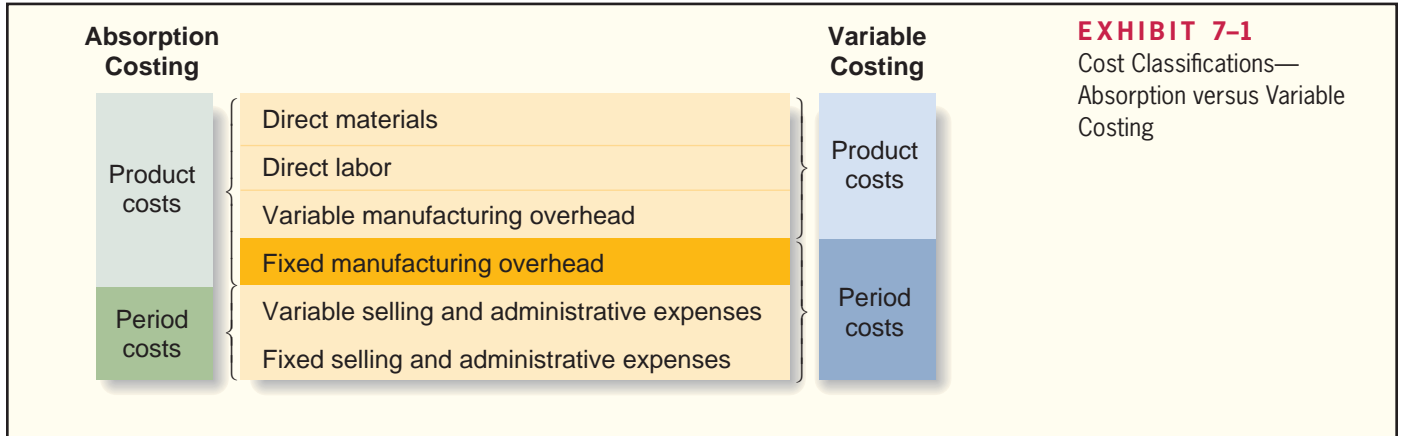 Absorption
Costing
Variable
Costing
EXHIBIT 7–1
Cost Classifications—
Absorption versus Variable
Costing
Product
costs
Period
costs
Direct materials
Direct labor
Variable manufacturing overhead
Fixed manufacturing overhead
Variable selling and administrative expenses
Fixed selling and administrative expenses
Product
costs
Period
costs